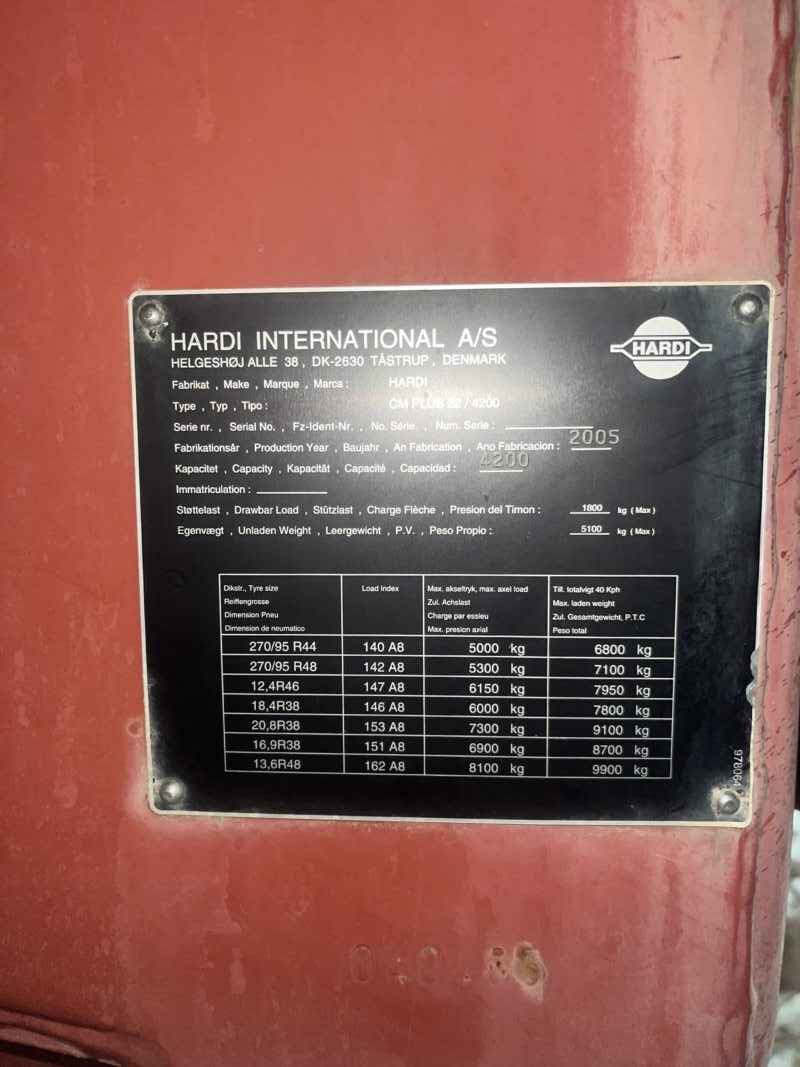 HARDI INTERNATIONAL A/S
HELGESHØJ ALLE 38 , DK-2630 TÅSTRUP , DENMARK
HARDI
Fabrikat , Make , Marque , Marca : HARDI
Type , Typ , Tipo : CM PLUS 32 / 4200
Serie nr. , Serial No. , Fz-Ident-Nr. , No. Série. , Num. Serie :
Fabrikationsår , Production Year , Baujahr , An Fabrication , Ano Fabricacion : 2005
Kapacitet , Capacity , Kapacität , Capacité , Capacidad : 4200
Immatriculation :
Støttelast , Drawbar Load , Stützlast , Charge Flèche , Presion del Timon : 1800 kg ( Max )
Egenvægt , Unladen Weight , Leergewicht , P.V. , Peso Propio : 5100 kg ( Max )
Dikstr., Tyre size Load Index Max. akseltryk, max. axel load Till. totalvigt 40 Kph
Reiffengrosse Zul. Achslast Max. laden weight
Dimension Pneu Charge par essieu Zul. Gesamtgewicht, P.T.C
Dimension de neumatico Max. presion axial Peso total
270/95 R44 140 A8 5000 kg 6800 kg
270/95 R48 142 A8 5300 kg 7100 kg
12,4R46 147 A8 6150 kg 7950 kg
18,4R38 146 A8 6000 kg 7800 kg
20,8R38 153 A8 7300 kg 9100 kg
16,9R38 151 A8 6900 kg 8700 kg
13,6R48 162 A8 8100 kg 9900 kg